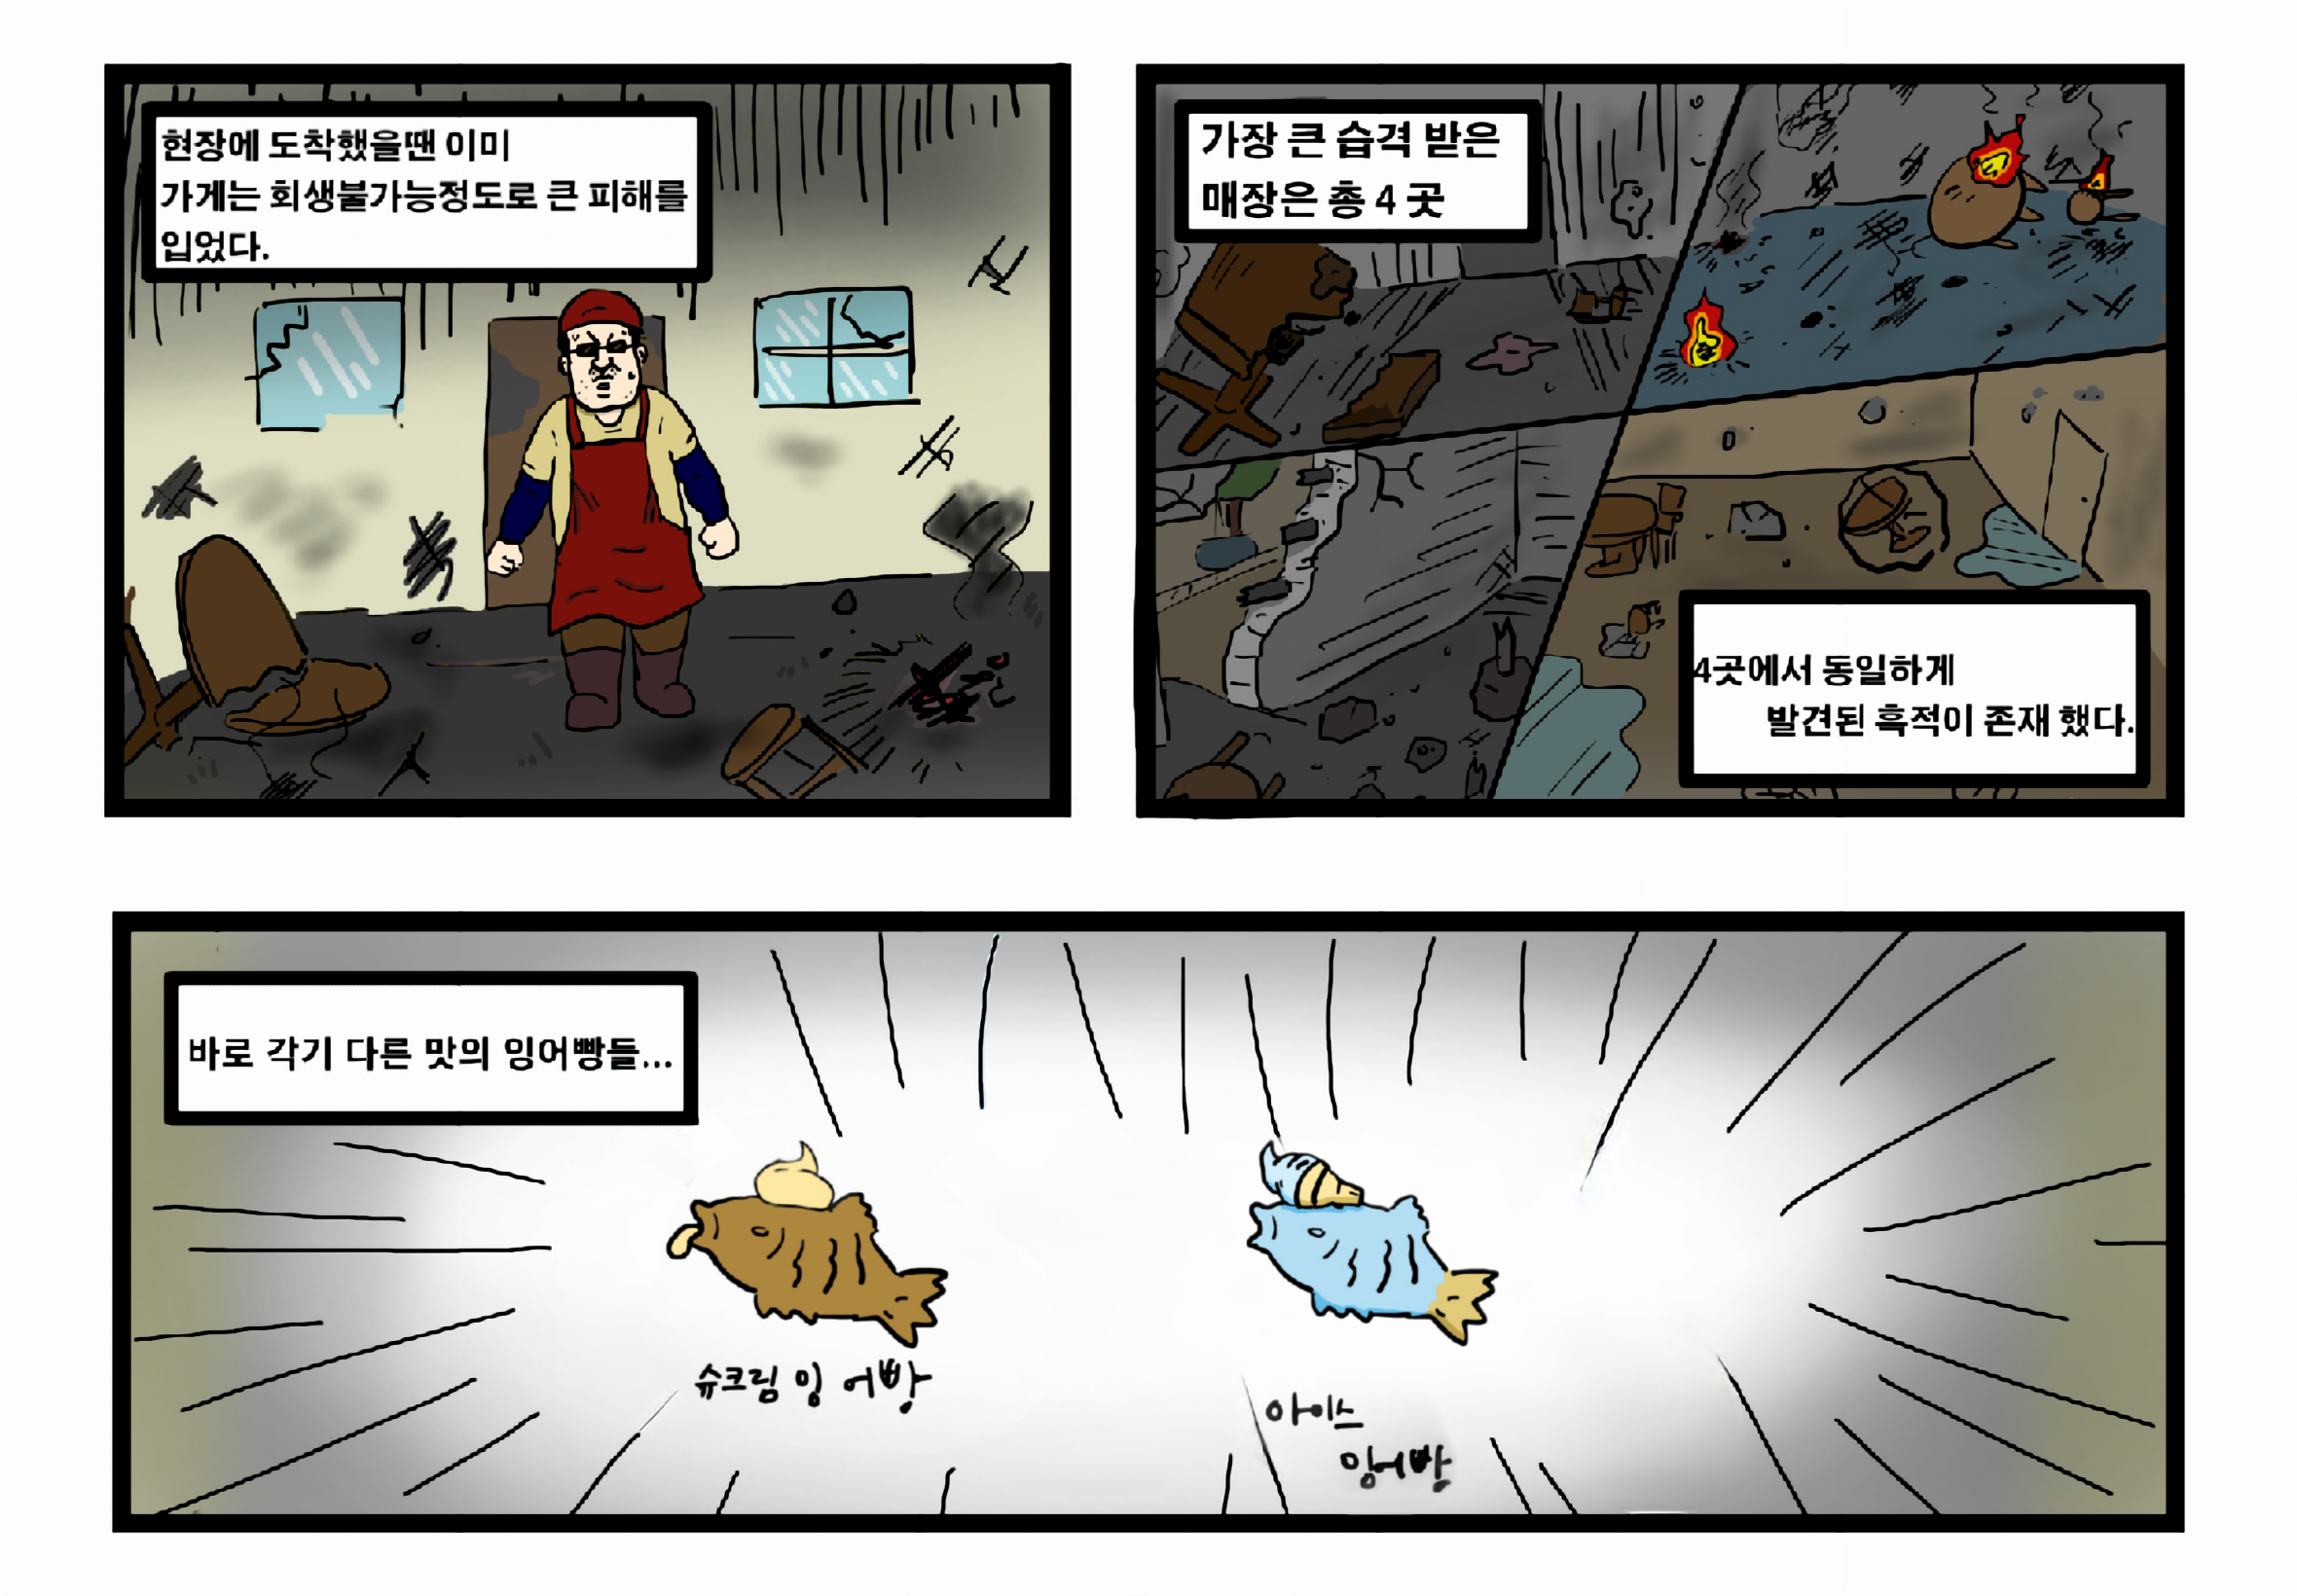 현장에 도착했을땐 이미
가게는 회생불가능정도로 큰 피해를
입었다.
가장 큰 습격 받은
매장은 총 4 곳
4곳에서 동일하게
발견된 흑적이 존재 했다.
바로 각기 다른 맛의 잉어빵들...
슈크림 잉 어빵
아이스
잉어빵